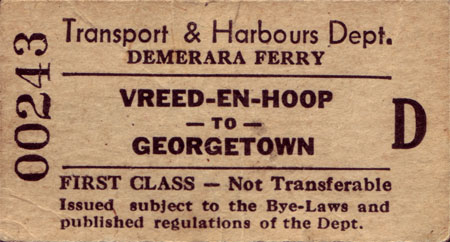 00243
Transport & Harbours Dept.
DEMERARA FERRY
VREED-EN-HOOP
— TO —
GEORGETOWN
D
FIRST CLASS — Not Transferable
Issued subject to the Bye-Laws and
published regulations of the Dept.